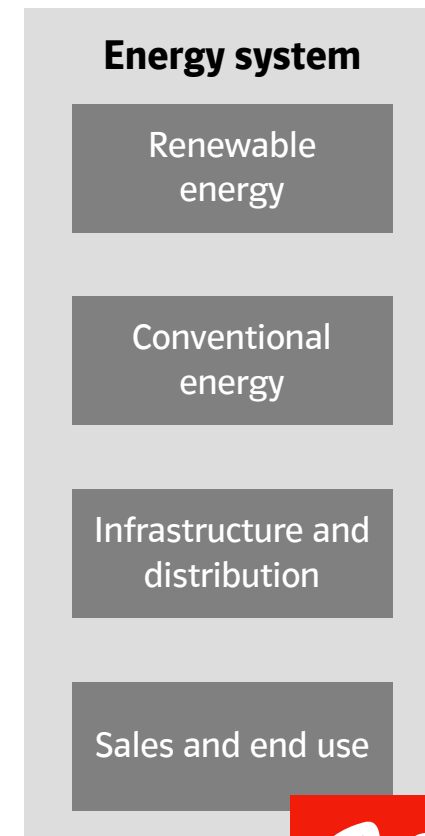 Energy system
Renewable
energy
Conventional
energy
Infrastructure and
distribution
Sales and end use